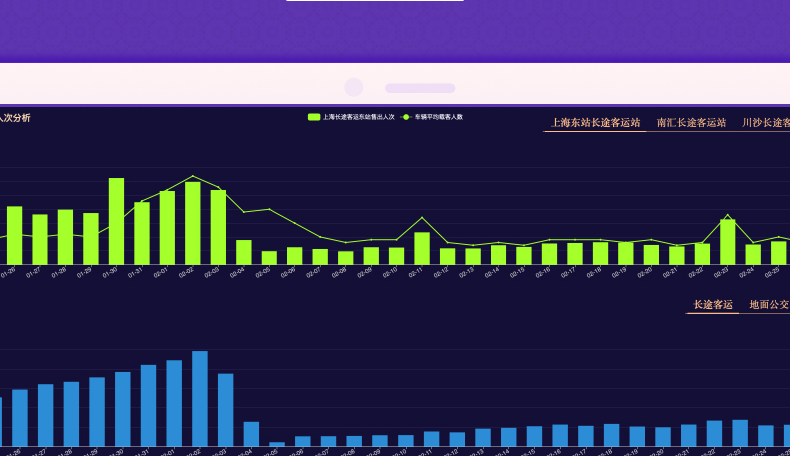 人次分析
上海长途客运东站售出人次 车辆平均载客人数
上海东站长途客运站 南汇长途客运站 川沙长途客
01-26 01-27 01-28 01-29 01-30 01-31 02-01 02-02 02-03 02-04 02-05 02-06 02-07 02-08 02-09 02-10 02-11 02-12 02-13 02-14 02-15 02-16 02-17 02-18 02-19 02-20 02-21 02-22 02-23 02-24 02-25
长途客运 地面公交
01-26 01-27 01-28 01-29 01-30 01-31 02-01 02-02 02-03 02-04 02-05 02-06 02-07 02-08 02-09 02-10 02-11 02-12 02-13 02-14 02-15 02-16 02-17 02-18 02-19 02-20 02-21 02-22 02-23 02-24 02-25